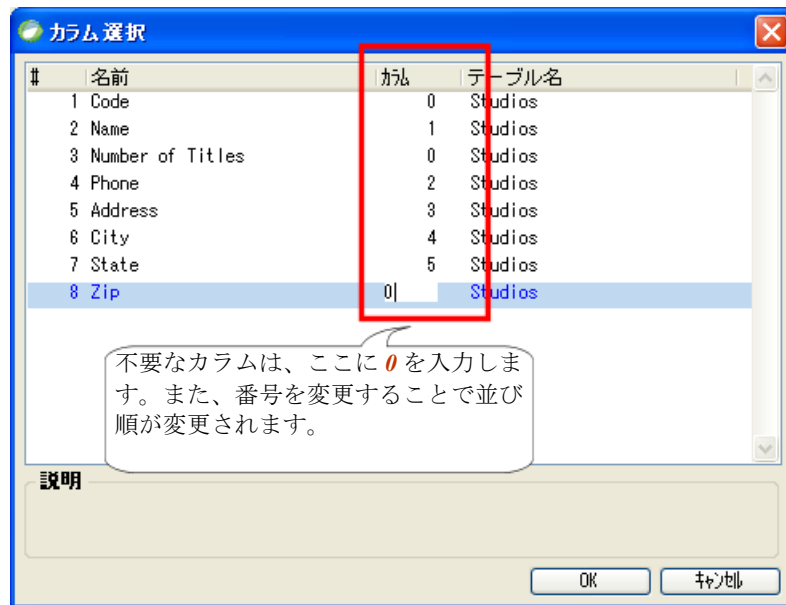 カラム選択
# 名前 カラム テーブル名
1 Code 0 Studios
2 Name 1 Studios
3 Number of Titles 0 Studios
4 Phone 2 Studios
5 Address 3 Studios
6 City 4 Studios
7 State 5 Studios
8 Zip 0 Studios
不要なカラムは、ここに 0 を入力しま
す。また、番号を変更することで並び
順が変更されます。
説明
OK キャンセル